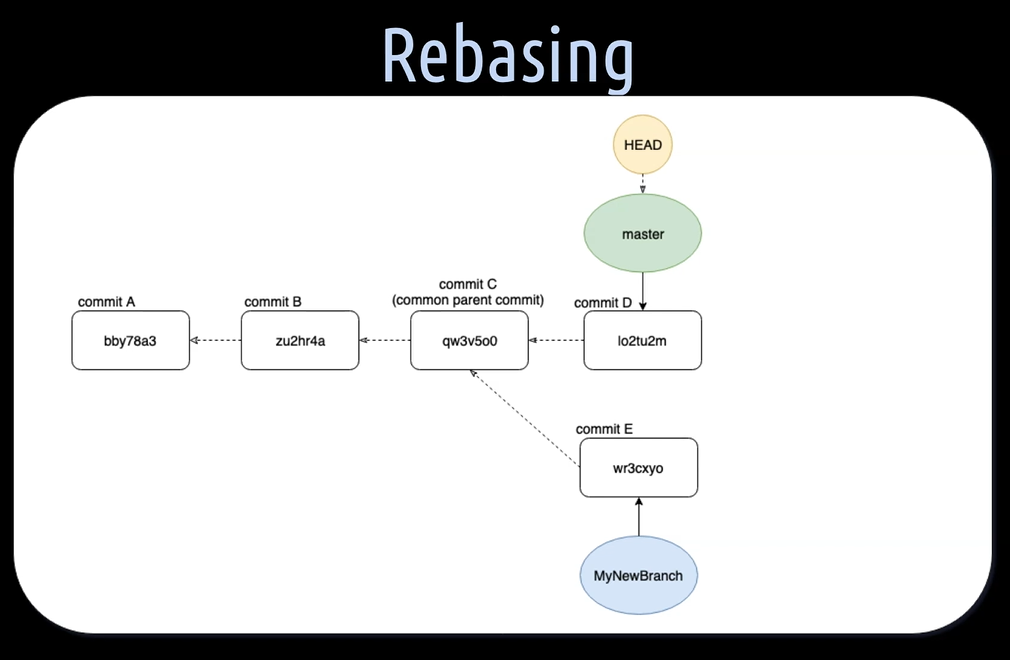 Rebasing
HEAD
master
commit A
commit B
commit C
(common parent commit)
commit D
bby78a3
zu2hr4a
qw3v5o0
lo2tu2m
commit E
wr3cxyo
MyNewBranch